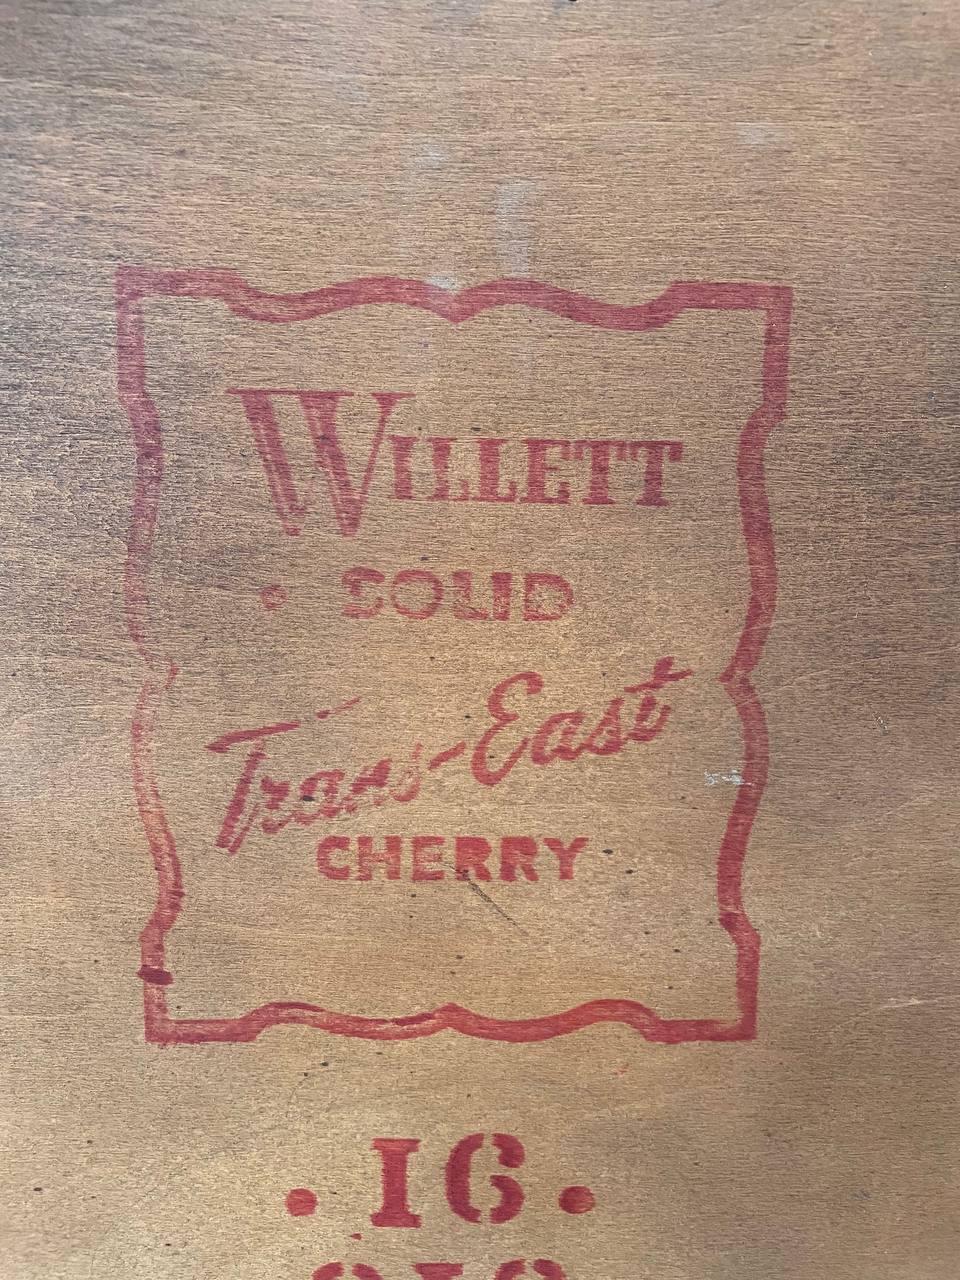 WILLETT
SOLID
Trans-East
CHERRY
• 16 •